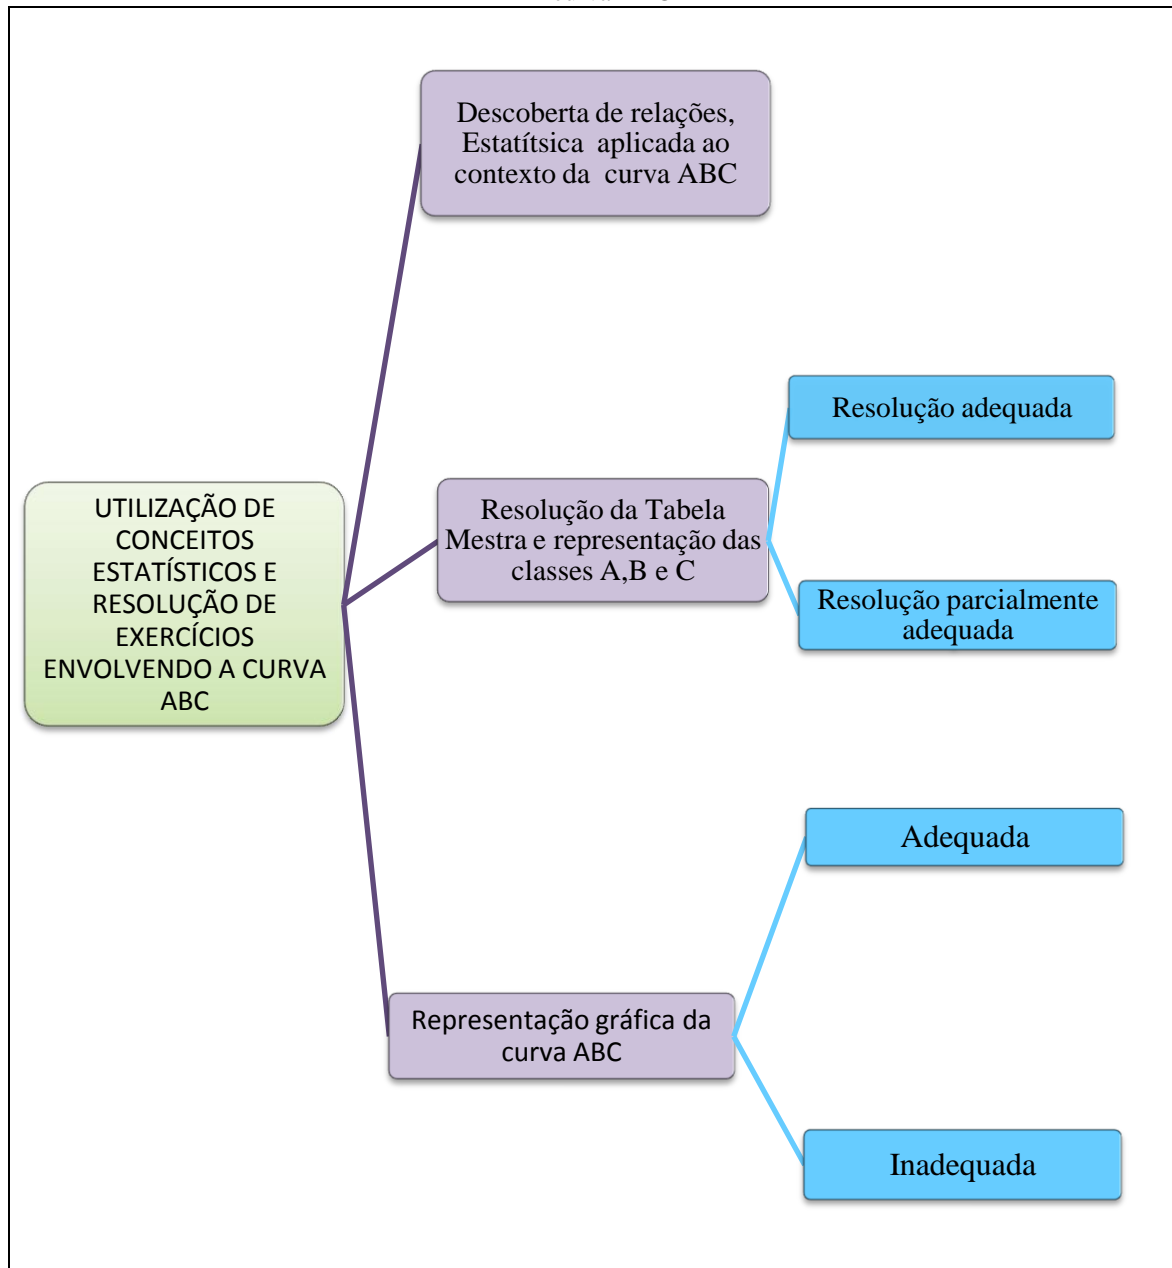 Descoberta de relações,
Estatítsica aplicada ao
contexto da curva ABC
Resolução adequada
UTILIZAÇÃO DE
CONCEITOS
ESTATÍSTICOS E
RESOLUÇÃO DE
EXERCÍCIOS
ENVOLVENDO A CURVA
ABC
Resolução da Tabela
Mestra e representação das
classes A,B e C
Resolução parcialmente
adequada
Adequada
Representação gráfica da
curva ABC
Inadequada